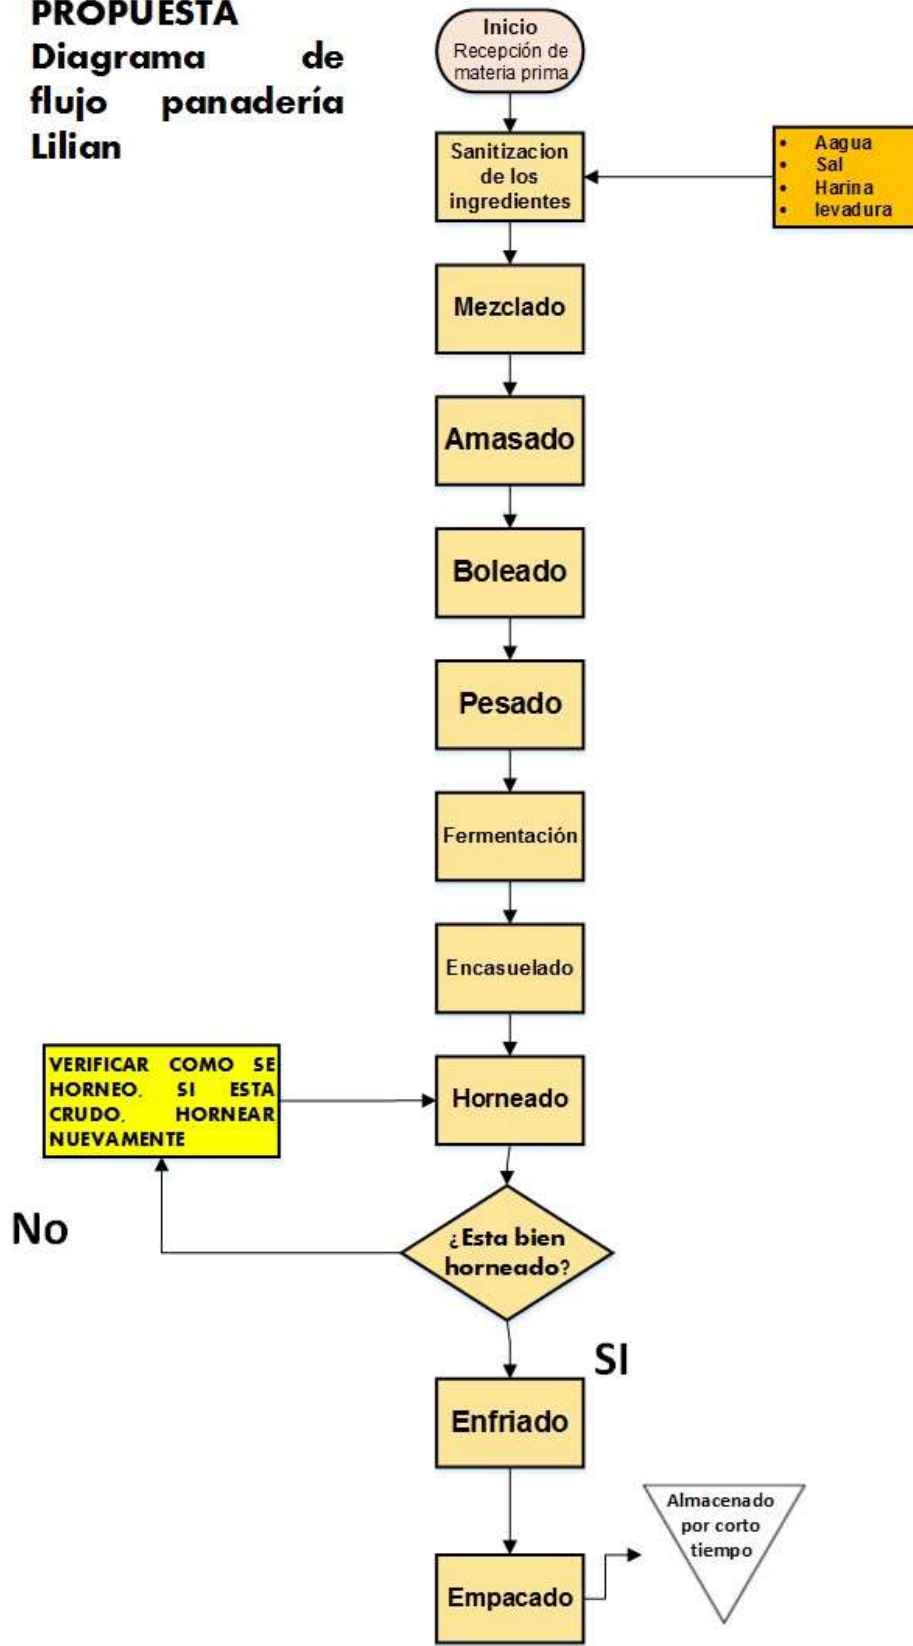 PROPUESTA
Diagrama de
flujo panadería
Lilian
Inicio
Recepción de
materia prima
Sanitizacion
de los
ingredientes
• Aagua
• Sal
• Harina
• levadura
Mezclado
Amasado
Boleado
Pesado
Fermentación
Encasuelado
Horneado
VERIFICAR COMO SE
HORNEO, SI ESTA
CRUDO, HORNEAR
NUEVAMENTE
No
¿Esta bien
horneado?
SI
Enfriado
Empacado
Almacenado
por corto
tiempo